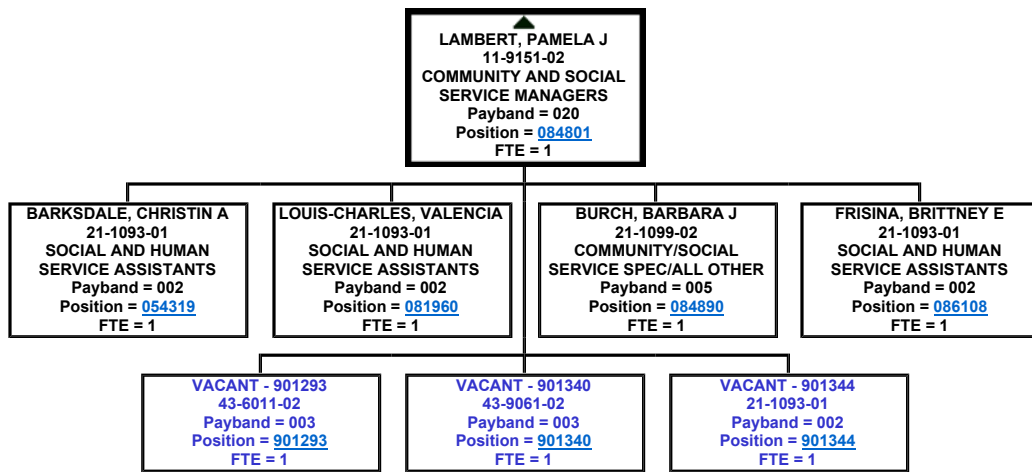 LAMBERT, PAMELA J
11-9151-02
COMMUNITY AND SOCIAL
SERVICE MANAGERS
Payband = 020
Position = 084801
FTE = 1
BARKSDALE, CHRISTIN A
21-1093-01
SOCIAL AND HUMAN
SERVICE ASSISTANTS
Payband = 002
Position = 054319
FTE = 1
LOUIS-CHARLES, VALENCIA
21-1093-01
SOCIAL AND HUMAN
SERVICE ASSISTANTS
Payband = 002
Position = 081960
FTE = 1
BURCH, BARBARA J
21-1099-02
COMMUNITY/SOCIAL
SERVICE SPEC/ALL OTHER
Payband = 005
Position = 084890
FTE = 1
FRISINA, BRITTNEY E
21-1093-01
SOCIAL AND HUMAN
SERVICE ASSISTANTS
Payband = 002
Position = 086108
FTE = 1
VACANT - 901293
43-6011-02
Payband = 003
Position = 901293
FTE = 1
VACANT - 901340
43-9061-02
Payband = 003
Position = 901340
FTE = 1
VACANT - 901344
21-1093-01
Payband = 002
Position = 901344
FTE = 1